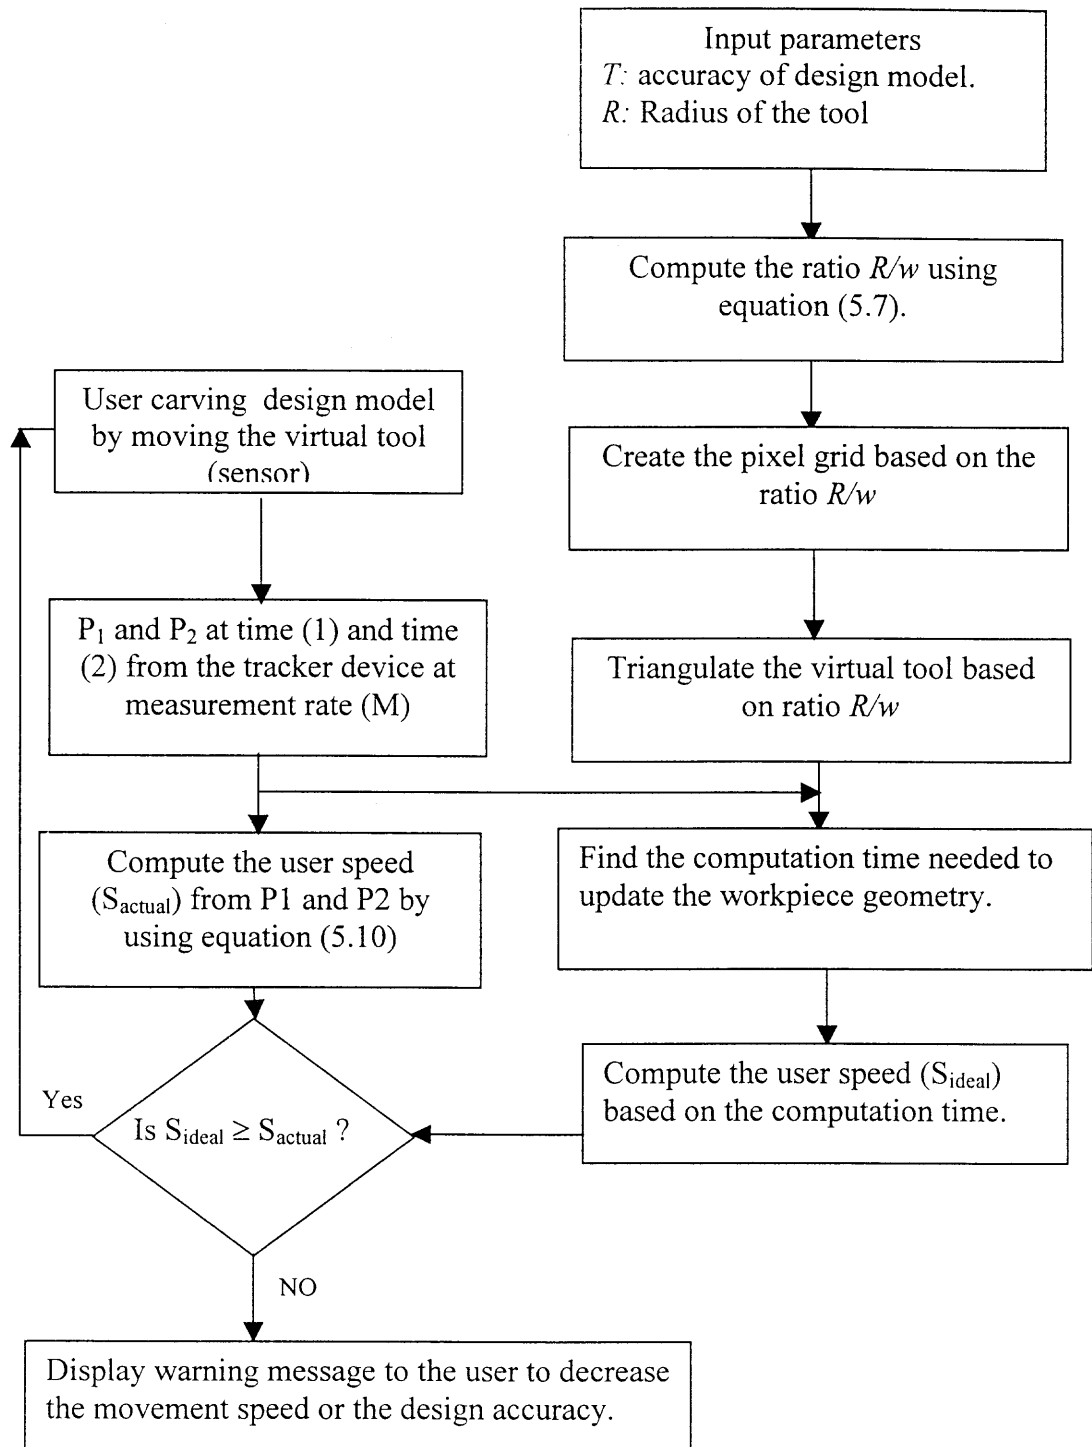 Input parameters
T: accuracy of design model.
R: Radius of the tool
Compute the ratio R/w using
equation (5.7).
Create the pixel grid based on the
ratio R/w
Triangulate the virtual tool based
on ratio R/w
User carving design model
by moving the virtual tool
(sensor)
P₁ and P₂ at time (1) and time
(2) from the tracker device at
measurement rate (M)
Compute the user speed
(Sactual) from P1 and P2 by
using equation (5.10)
Find the computation time needed to
update the workpiece geometry.
Compute the user speed (Sideal)
based on the computation time.
Is Sideal ≥ Sactual ?
Yes
NO
Display warning message to the user to decrease
the movement speed or the design accuracy.